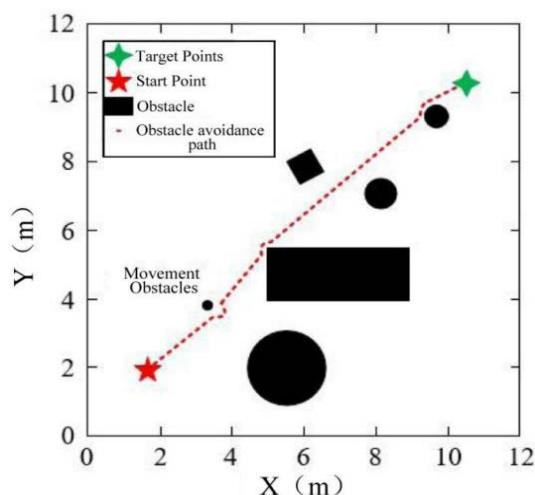 12
10
8
6
4
2
0
Y（m）
Target Points
Start Point
Obstacle
Obstacle avoidance
path
Movement
Obstacles
0 2 4 6 8 10 12
X（m）